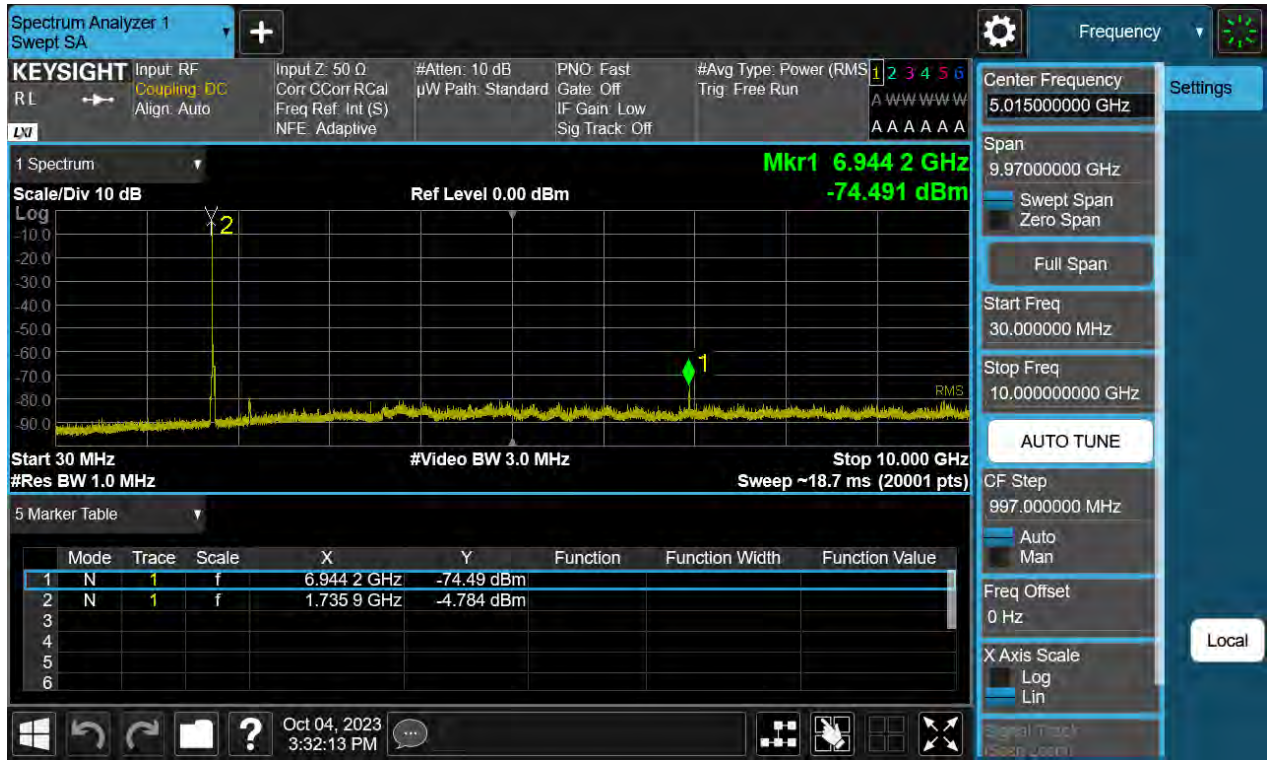 Spectrum Analyzer 1
Swept SA
+
Frequency
KEYSIGHT
RL
LXI
Input: RF
Coupling: DC
Align: Auto
Input Z: 50 Ω
Corr CCorr RCal
Freq Ref: Int (S)
NFE: Adaptive
#Atten: 10 dB
µW Path: Standard
PNO: Fast
Gate: Off
IF Gain: Low
Sig Track: Off
#Avg Type: Power (RMS
Trig: Free Run
1 2 3 4 5 6
A W W W W W
A A A A A A
1 Spectrum
Scale/Div 10 dB
Ref Level 0.00 dBm
Mkr1 6.944 2 GHz
-74.491 dBm
Log
-10.0
-20.0
-30.0
-40.0
-50.0
-60.0
-70.0
-80.0
-90.0
2
1
RMS
Start 30 MHz
#Video BW 3.0 MHz
Stop 10.000 GHz
#Res BW 1.0 MHz
Sweep ~18.7 ms (20001 pts)
5 Marker Table
Mode Trace Scale X Y Function Function Width Function Value
1 N 1 f 6.944 2 GHz -74.49 dBm
2 N 1 f 1.735 9 GHz -4.784 dBm
3
4
5
6
?
Oct 04, 2023
3:32:13 PM
Center Frequency
5.015000000 GHz
Settings
Span
9.97000000 GHz
Swept Span
Zero Span
Full Span
Start Freq
30.000000 MHz
Stop Freq
10.000000000 GHz
AUTO TUNE
CF Step
997.000000 MHz
Auto
Man
Freq Offset
0 Hz
X Axis Scale
Log
Lin
Local
Signal Track
(Span Zoom)